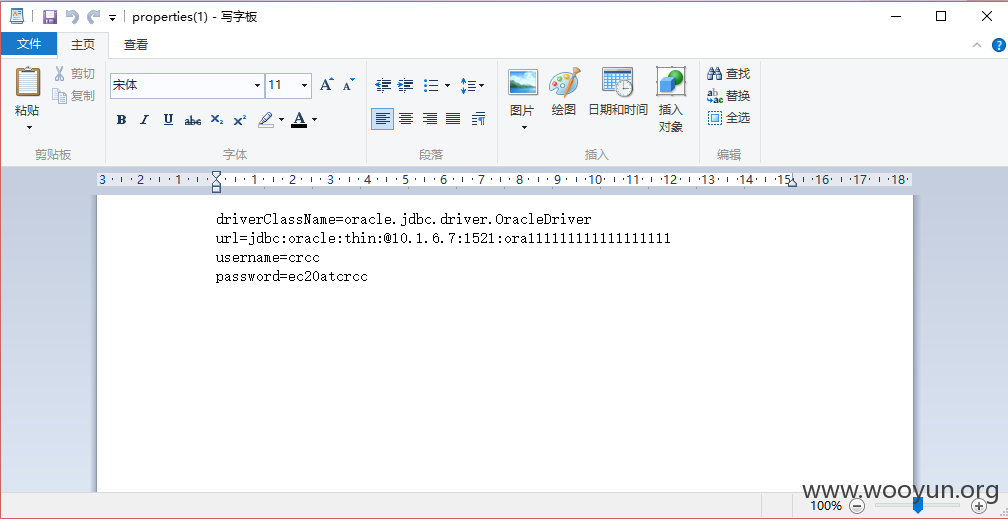 properties(1) - 写字板
文件 主页 查看
剪切
复制
粘贴
剪贴板
宋体 11
B I U abc X₂ X² A
字体
段落
图片 绘图 日期和时间 插入对象
插入
查找
替换
全选
编辑
3 2 1 1 2 3 4 5 6 7 8 9 10 11 12 13 14 15 16 17 18
driverClassName=oracle.jdbc.driver.OracleDriver
url=jdbc:oracle:thin:@10.1.6.7:1521:ora111111111111111111
username=crcc
password=ec20atcrcc
www.wooyun.org
100%